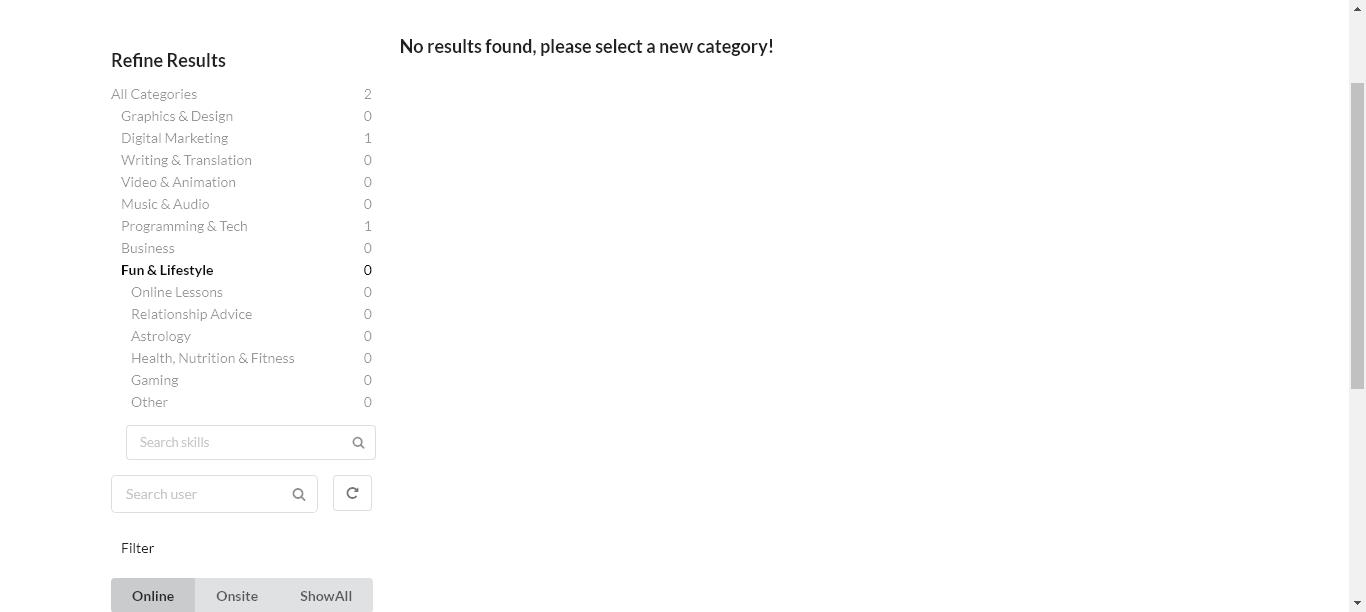 No results found, please select a new category!
Refine Results
All Categories 2
Graphics & Design 0
Digital Marketing 1
Writing & Translation 0
Video & Animation 0
Music & Audio 0
Programming & Tech 1
Business 0
Fun & Lifestyle 0
Online Lessons 0
Relationship Advice 0
Astrology 0
Health, Nutrition & Fitness 0
Gaming 0
Other 0
Search skills
Search user
Filter
Online Onsite ShowAll